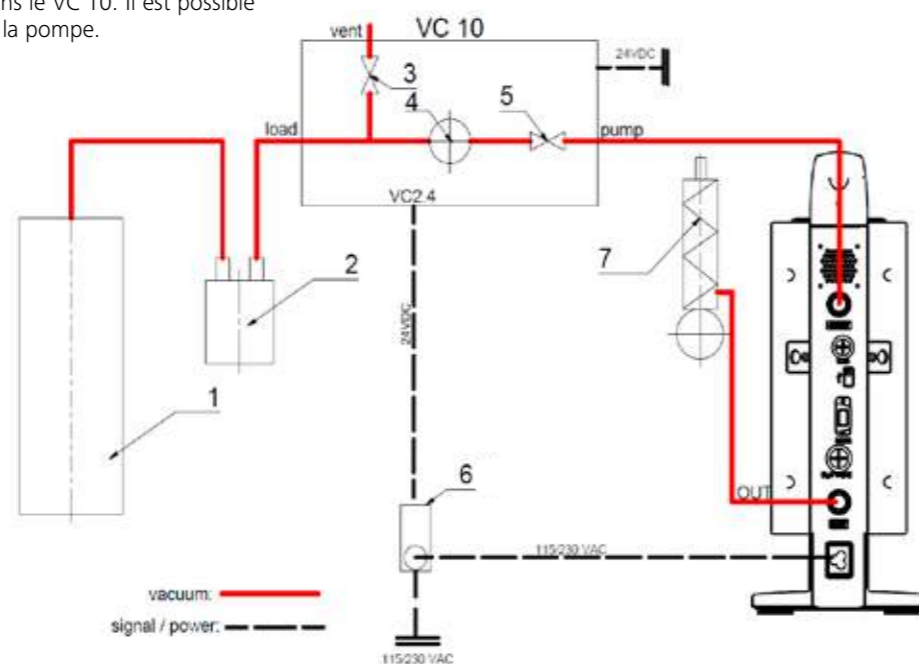 ns le VC 10. Il est possible
la pompe.
vent
VC 10
24VDC
3
4
5
load
pump
VC2.4
7
2
24VDC
1
6
OUT
115/230 VAC
vacuum:
signal / power:
115/230 VAC